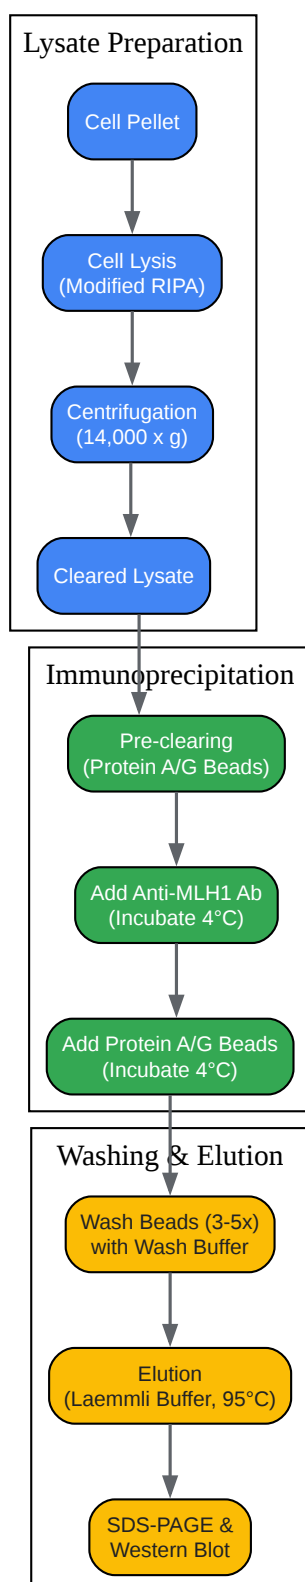 Lysate Preparation
Cell Pellet
Cell Lysis
(Modified RIPA)
Centrifugation
(14,000 x g)
Cleared Lysate
Immunoprecipitation
Pre-clearing
(Protein A/G Beads)
Add Anti-MLH1 Ab
(Incubate 4°C)
Add Protein A/G Beads
(Incubate 4°C)
Washing & Elution
Wash Beads (3-5x)
with Wash Buffer
Elution
(Laemmli Buffer, 95°C)
SDS-PAGE &
Western Blot